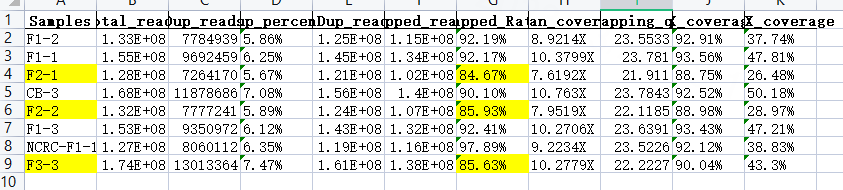 A B C D E F G H I J K
1 Samples tal_read up_reads p_percen Dup_read pped_rea apped_Rat an_covera apping_q X_coverag X_coverage
2 F1-2 1.33E+08 7784939 5.86% 1.25E+08 1.15E+08 92.19% 8.9214X 23.5533 92.91% 37.74%
3 F1-1 1.55E+08 9692459 6.25% 1.45E+08 1.34E+08 92.17% 10.3799X 23.781 93.56% 47.81%
4 F2-1 1.28E+08 7264170 5.67% 1.21E+08 1.02E+08 84.67% 7.6192X 21.911 88.75% 26.48%
5 CB-3 1.68E+08 11878686 7.08% 1.56E+08 1.4E+08 90.10% 10.763X 23.7843 92.52% 50.18%
6 F2-2 1.32E+08 7777241 5.89% 1.24E+08 1.07E+08 85.93% 7.9519X 22.1185 88.98% 28.97%
7 F1-3 1.53E+08 9350972 6.12% 1.43E+08 1.32E+08 92.41% 10.2706X 23.6391 93.43% 47.21%
8 NCRC-F1-1 1.27E+08 8060112 6.35% 1.19E+08 1.16E+08 97.89% 9.2234X 23.5226 92.12% 38.83%
9 F3-3 1.74E+08 13013364 7.47% 1.61E+08 1.38E+08 85.63% 10.2779X 22.2227 90.04% 43.3%
10